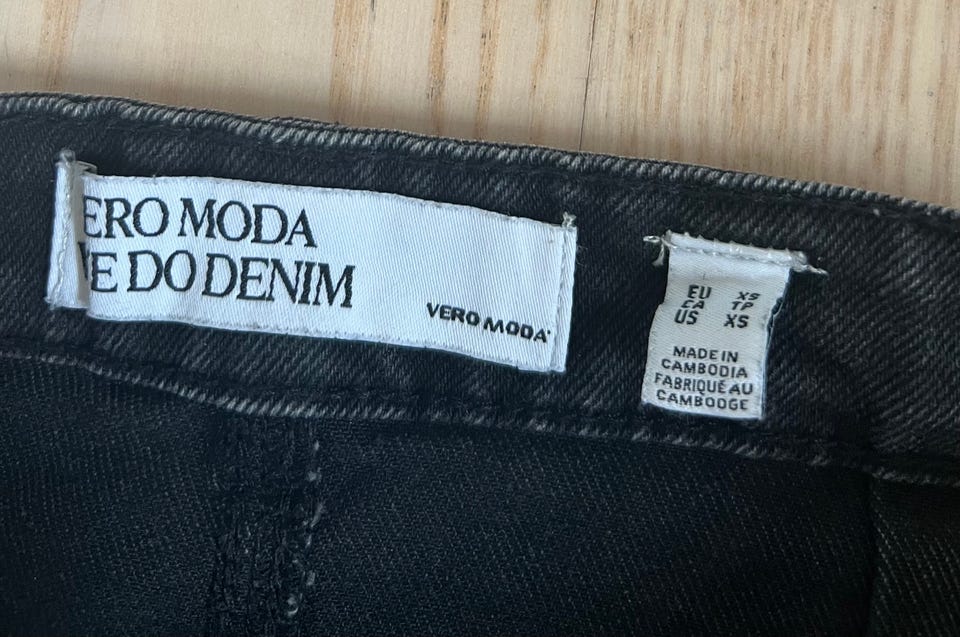 ERO MODA
E DO DENIM
VERO MODA
EU XS
CA TP
US XS
MADE IN
CAMBODIA
FABRIQUÉ AU
CAMBODGE